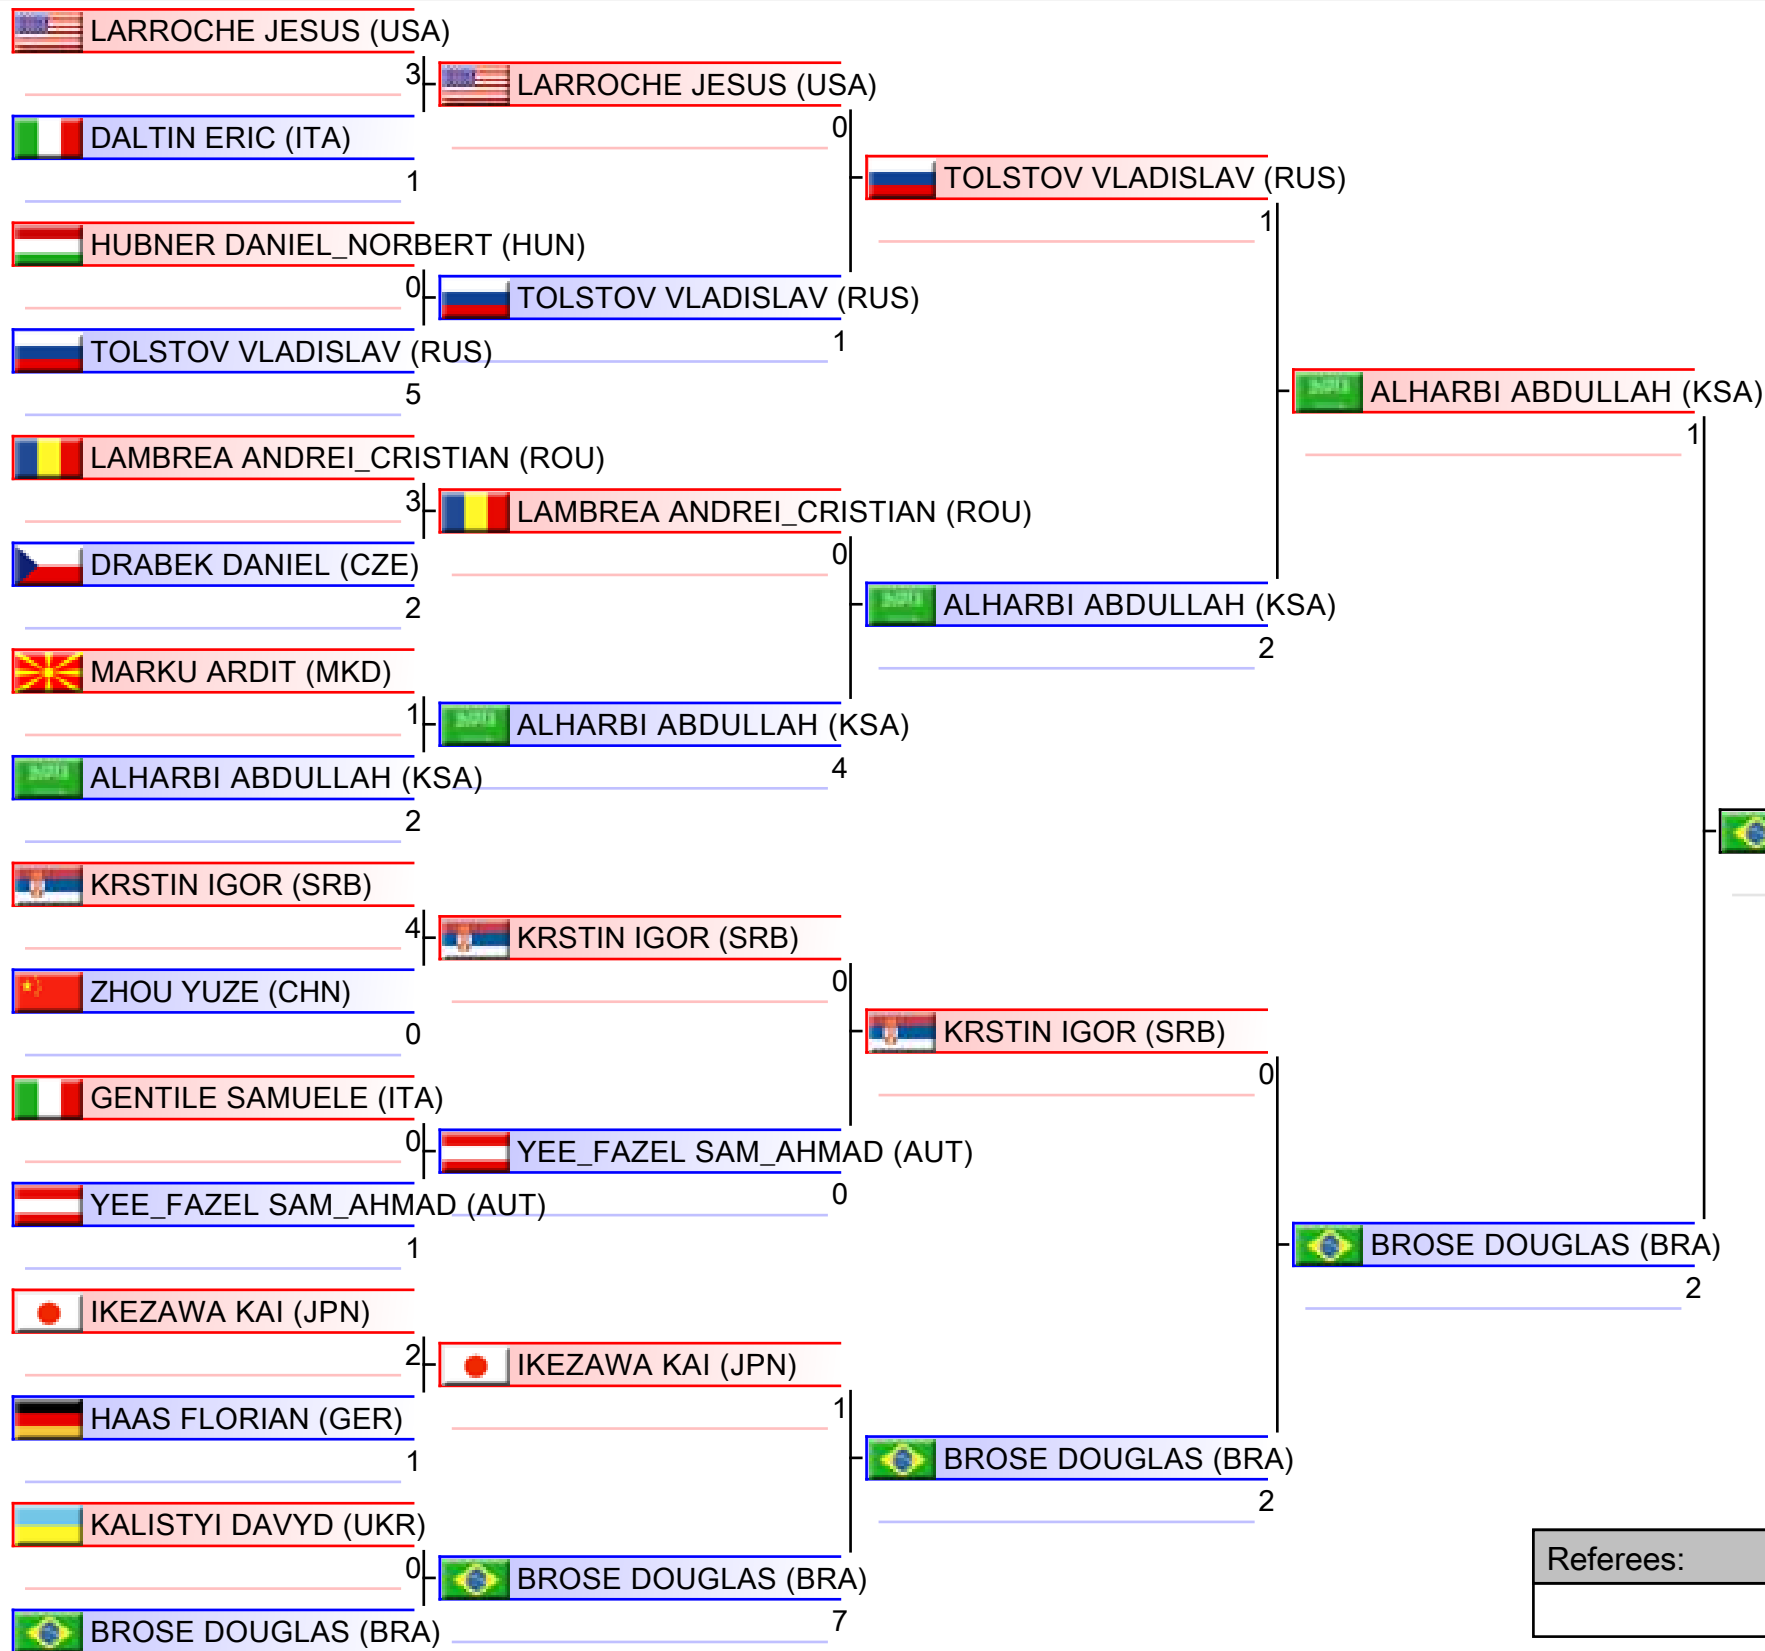 LARROCHE JESUS (USA)
3
DALTIN ERIC (ITA)
1
HUBNER DANIEL_NORBERT (HUN)
0
TOLSTOV VLADISLAV (RUS)
5
LAMBREA ANDREI_CRISTIAN (ROU)
3
DRABEK DANIEL (CZE)
2
MARKU ARDIT (MKD)
1
ALHARBI ABDULLAH (KSA)
2
KRSTIN IGOR (SRB)
4
ZHOU YUZE (CHN)
0
GENTILE SAMUELE (ITA)
0
YEE_FAZEL SAM_AHMAD (AUT)
1
IKEZAWA KAI (JPN)
2
HAAS FLORIAN (GER)
1
KALISTYI DAVYD (UKR)
0
BROSE DOUGLAS (BRA)
LARROCHE JESUS (USA)
0
TOLSTOV VLADISLAV (RUS)
1
LAMBREA ANDREI_CRISTIAN (ROU)
0
ALHARBI ABDULLAH (KSA)
4
KRSTIN IGOR (SRB)
0
YEE_FAZEL SAM_AHMAD (AUT)
0
IKEZAWA KAI (JPN)
1
BROSE DOUGLAS (BRA)
7
TOLSTOV VLADISLAV (RUS)
1
ALHARBI ABDULLAH (KSA)
2
KRSTIN IGOR (SRB)
0
BROSE DOUGLAS (BRA)
2
ALHARBI ABDULLAH (KSA)
1
BROSE DOUGLAS (BRA)
2
Referees: